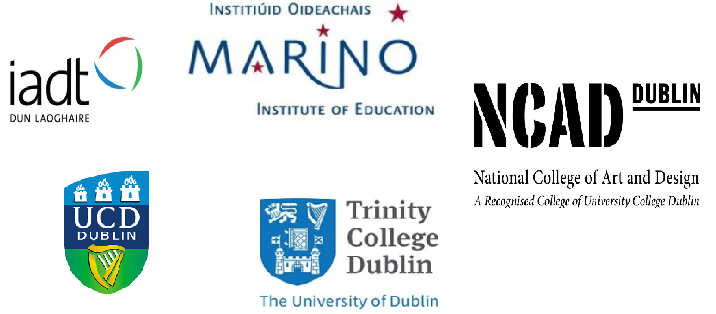 iadt
DUN LAOGHAIRE
INSTITIÚID OIDEACHAIS
MARINO
INSTITUTE OF EDUCATION
NCAD DUBLIN
National College of Art and Design
A Recognised College of University College Dublin
UCD
DUBLIN
Trinity
College
Dublin
The University of Dublin